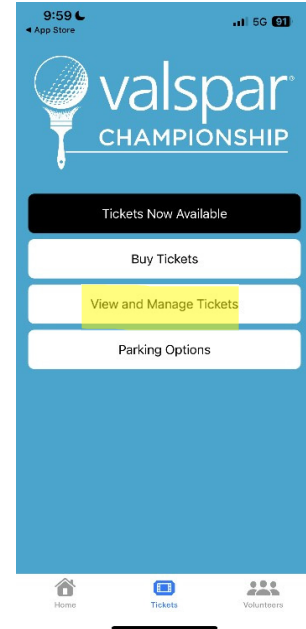 9:59
5G 91
App Store
valspar
CHAMPIONSHIP
Tickets Now Available
Buy Tickets
View and Manage Tickets
Parking Options
Home
Tickets
Volunteers